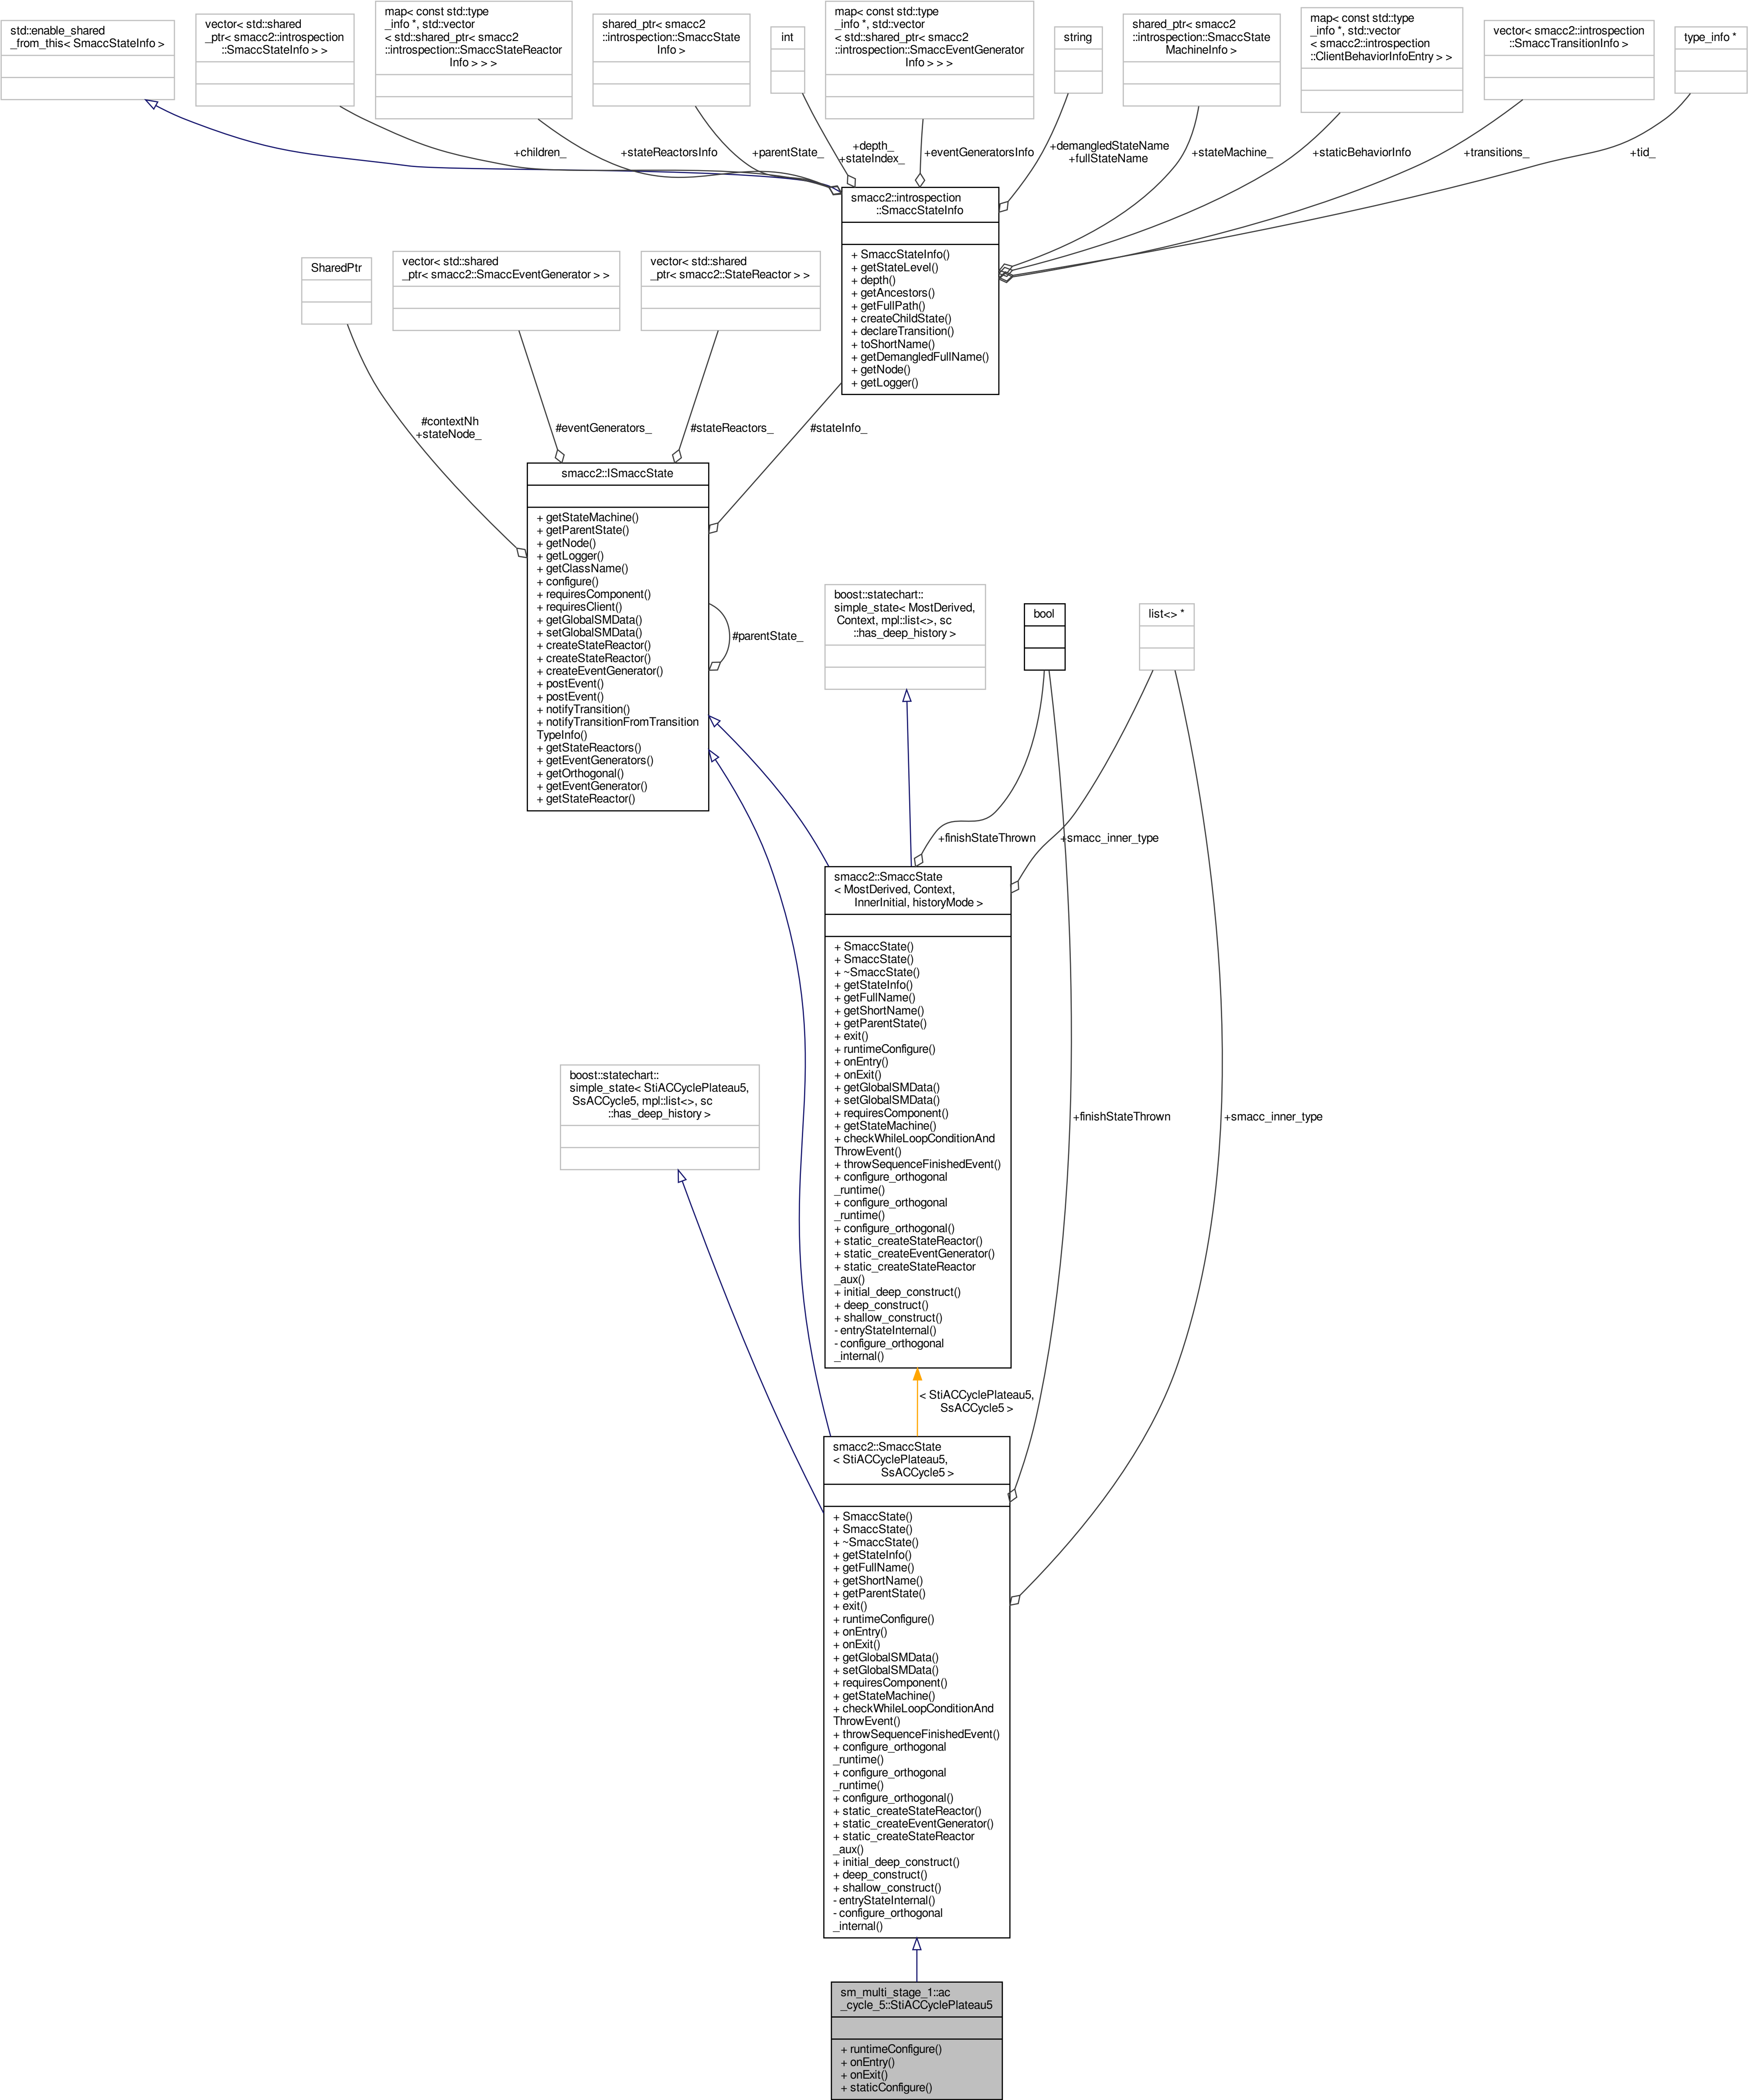 std::enable_shared
_from_this< SmaccStateInfo >
vector< std::shared
_ptr< smacc2::introspection
::SmaccStateInfo > >
map< const std::type
_info *, std::vector
< std::shared_ptr< smacc2
::introspection::SmaccStateReactor
Info > > >
shared_ptr< smacc2
::introspection::SmaccState
Info >
int
map< const std::type
_info *, std::vector
< std::shared_ptr< smacc2
::introspection::SmaccEventGenerator
Info > > >
string
shared_ptr< smacc2
::introspection::SmaccState
MachineInfo >
map< const std::type
_info *, std::vector
< smacc2::introspection
::ClientBehaviorInfoEntry > >
vector< smacc2::introspection
::SmaccTransitionInfo >
type_info *
+children_
+stateReactorsInfo
+parentState_
+depth_
+stateIndex_
+eventGeneratorsInfo
+demangledStateName
+fullStateName
+stateMachine_
+staticBehaviorInfo
+transitions_
+tid_
smacc2::introspection
::SmaccStateInfo
+ SmaccStateInfo()
+ getStateLevel()
+ depth()
+ getAncestors()
+ getFullPath()
+ createChildState()
+ declareTransition()
+ toShortName()
+ getDemangledFullName()
+ getNode()
+ getLogger()
SharedPtr
vector< std::shared
_ptr< smacc2::SmaccEventGenerator > >
vector< std::shared
_ptr< smacc2::StateReactor > >
#contextNh
+stateNode_
#eventGenerators_
#stateReactors_
#stateInfo_
smacc2::ISmaccState
+ getStateMachine()
+ getParentState()
+ getNode()
+ getLogger()
+ getClassName()
+ configure()
+ requiresComponent()
+ requiresClient()
+ getGlobalSMData()
+ setGlobalSMData()
+ createStateReactor()
+ createStateReactor()
+ createEventGenerator()
+ postEvent()
+ postEvent()
+ notifyTransition()
+ notifyTransitionFromTransition
TypeInfo()
+ getStateReactors()
+ getEventGenerators()
+ getOrthogonal()
+ getEventGenerator()
+ getStateReactor()
#parentState_
boost::statechart::
simple_state< MostDerived,
Context, mpl::list<>, sc
::has_deep_history >
bool
list<> *
+finishStateThrown
+smacc_inner_type
smacc2::SmaccState
< MostDerived, Context,
InnerInitial, historyMode >
+ SmaccState()
+ SmaccState()
+ ~SmaccState()
+ getStateInfo()
+ getFullName()
+ getShortName()
+ getParentState()
+ exit()
+ runtimeConfigure()
+ onEntry()
+ onExit()
+ getGlobalSMData()
+ setGlobalSMData()
+ requiresComponent()
+ getStateMachine()
+ checkWhileLoopConditionAnd
ThrowEvent()
+ throwSequenceFinishedEvent()
+ configure_orthogonal
_runtime()
+ configure_orthogonal
_runtime()
+ configure_orthogonal()
+ static_createStateReactor()
+ static_createEventGenerator()
+ static_createStateReactor
_aux()
+ initial_deep_construct()
+ deep_construct()
+ shallow_construct()
- entryStateInternal()
- configure_orthogonal
_internal()
boost::statechart::
simple_state< StiACCyclePlateau5,
SsACCycle5, mpl::list<>, sc
::has_deep_history >
+finishStateThrown
+smacc_inner_type
< StiACCyclePlateau5,
SsACCycle5 >
smacc2::SmaccState
< StiACCyclePlateau5,
SsACCycle5 >
+ SmaccState()
+ SmaccState()
+ ~SmaccState()
+ getStateInfo()
+ getFullName()
+ getShortName()
+ getParentState()
+ exit()
+ runtimeConfigure()
+ onEntry()
+ onExit()
+ getGlobalSMData()
+ setGlobalSMData()
+ requiresComponent()
+ getStateMachine()
+ checkWhileLoopConditionAnd
ThrowEvent()
+ throwSequenceFinishedEvent()
+ configure_orthogonal
_runtime()
+ configure_orthogonal
_runtime()
+ configure_orthogonal()
+ static_createStateReactor()
+ static_createEventGenerator()
+ static_createStateReactor
_aux()
+ initial_deep_construct()
+ deep_construct()
+ shallow_construct()
- entryStateInternal()
- configure_orthogonal
_internal()
sm_multi_stage_1::ac
_cycle_5::StiACCyclePlateau5
+ runtimeConfigure()
+ onEntry()
+ onExit()
+ staticConfigure()